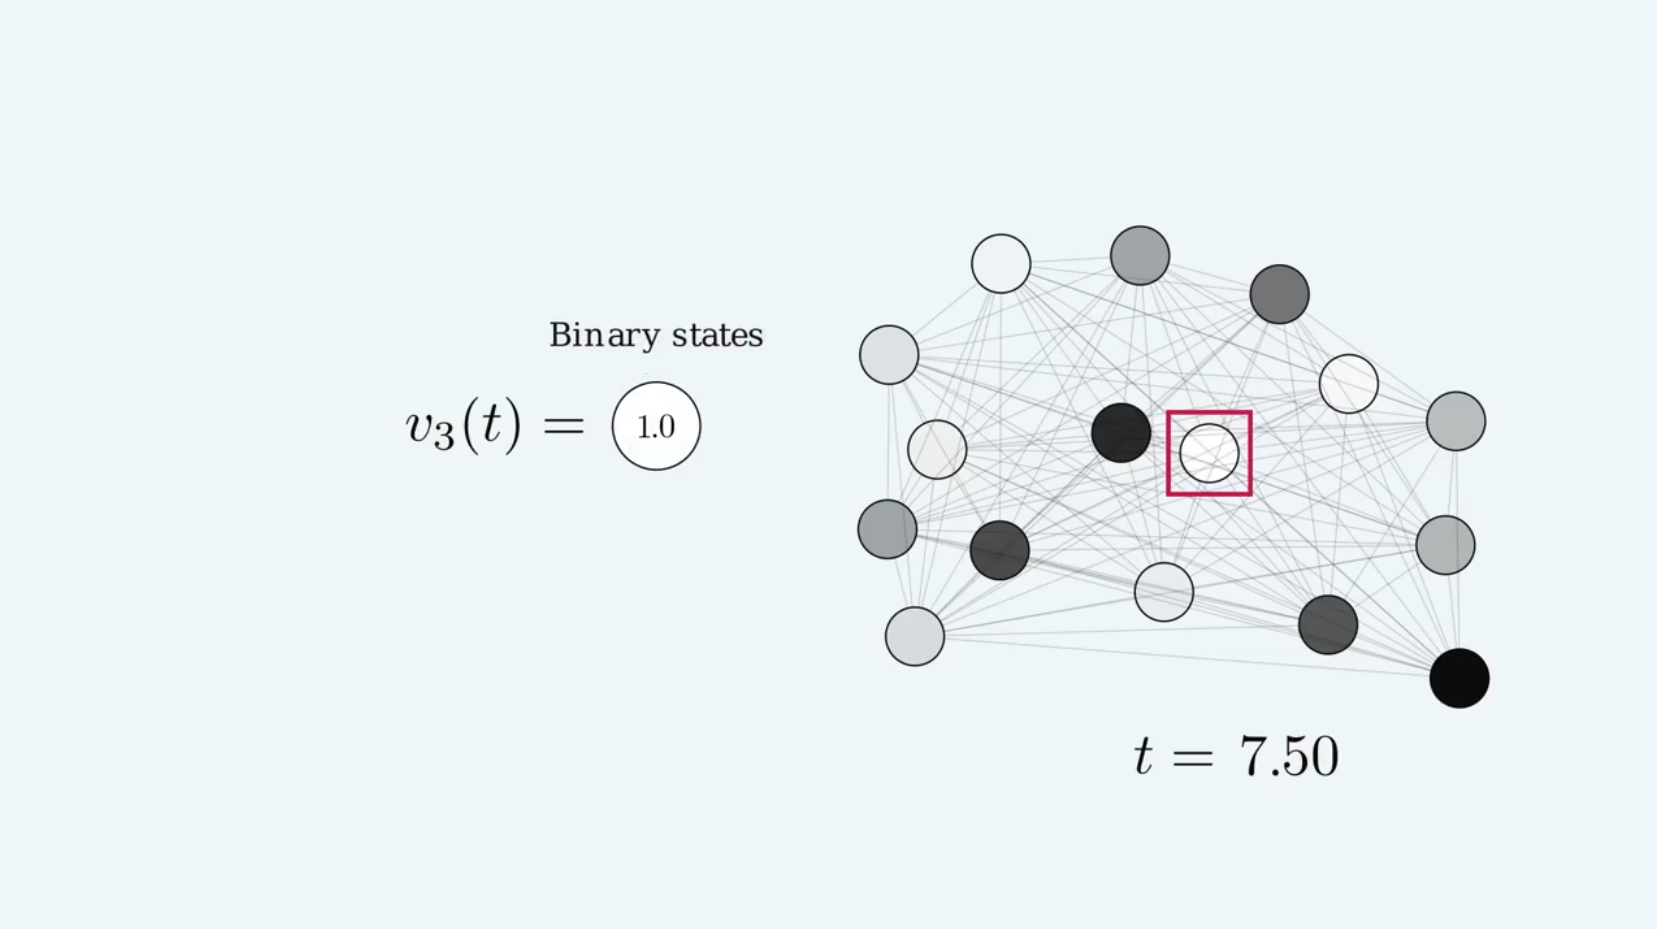 Binary states
v₃(t) = 1.0
t = 7.50